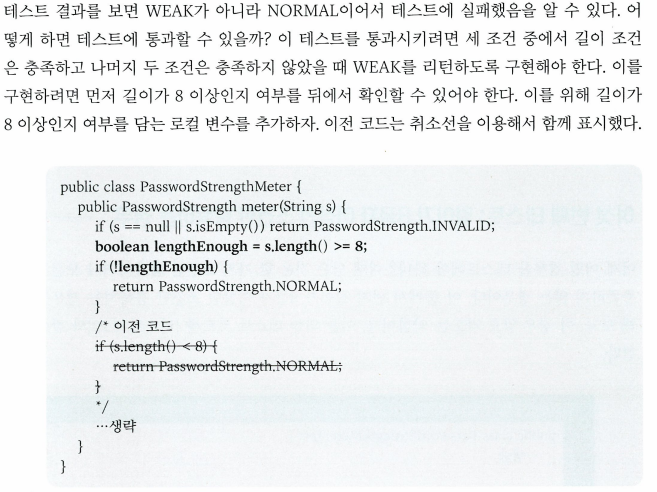 테스트 결과를 보면 WEAK가 아니라 NORMAL이어서 테스트에 실패했음을 알 수 있다. 어
떻게 하면 테스트에 통과할 수 있을까? 이 테스트를 통과시키려면 세 조건 중에서 길이 조건
은 충족하고 나머지 두 조건은 충족하지 않았을 때 WEAK를 리턴하도록 구현해야 한다. 이를
구현하려면 먼저 길이가 8 이상인지 여부를 뒤에서 확인할 수 있어야 한다. 이를 위해 길이가
8 이상인지 여부를 담는 로컬 변수를 추가하자. 이전 코드는 취소선을 이용해서 함께 표시했다.
public class PasswordStrengthMeter {
public PasswordStrength meter(String s) {
if (s == null || s.isEmpty()) return PasswordStrength.INVALID;
boolean lengthEnough = s.length() >= 8;
if (!lengthEnough) {
return PasswordStrength.NORMAL;
}
/* 이전 코드
if (s.length() < 8) {
return PasswordStrength.NORMAL;
}
*/
…생략
}
}